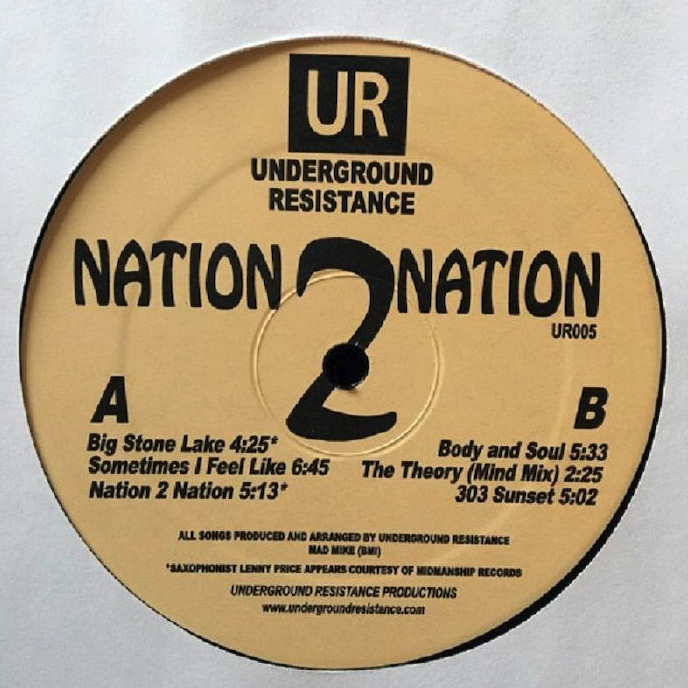 UR
UNDERGROUND
RESISTANCE
NATION 2 NATION
UR005
A
Big Stone Lake 4:25*
Sometimes I Feel Like 6:45
Nation 2 Nation 5:13*
B
Body and Soul 5:33
The Theory (Mind Mix) 2:25
303 Sunset 5:02
ALL SONGS PRODUCED AND ARRANGED BY UNDERGROUND RESISTANCE
MAD MIKE (BMI)
*SAXOPHONIST LENNY PRICE APPEARS COURTESY OF MIDMANSHIP RECORDS
UNDERGROUND RESISTANCE PRODUCTIONS
www.undergroundresistance.com